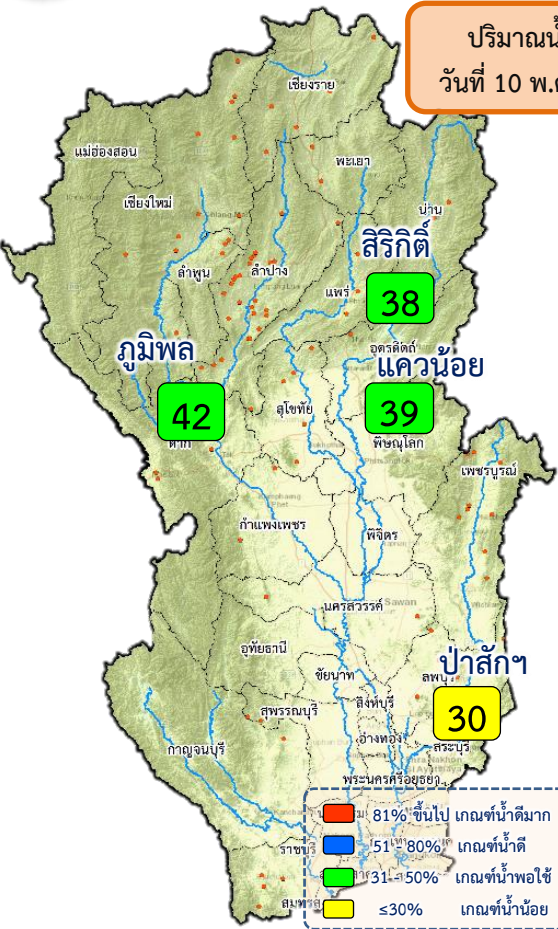 ปริมาณน้
วันที่ 10 พ.ค
เชียงราย
แม่ฮ่องสอน
พะเยา
เชียงใหม่
น่าน
สิริกิติ์
ลำพูน
ลำปาง
แพร่
38
อุตรดิตถ์
ภูมิพล
แควน้อย
42
39
สุโขทัย
ตาก
พิษณุโลก
เพชรบูรณ์
กำแพงเพชร
พิจิตร
นครสวรรค์
Sawan
อุทัยธานี
ชัยนาท
ป่าสักฯ
ลพบุรี
สิงห์บุรี
สุพรรณบุรี
30
อ่างทอง
สระบุรี
กาญจนบุรี
พระนครศรีอยุธยา
81% ขึ้นไป เกณฑ์น้ำดีมาก
51 - 80% เกณฑ์น้ำดี
ราชบุรี
31 - 50% เกณฑ์น้ำพอใช้
สมุทรส
≤30% เกณฑ์น้ำน้อย